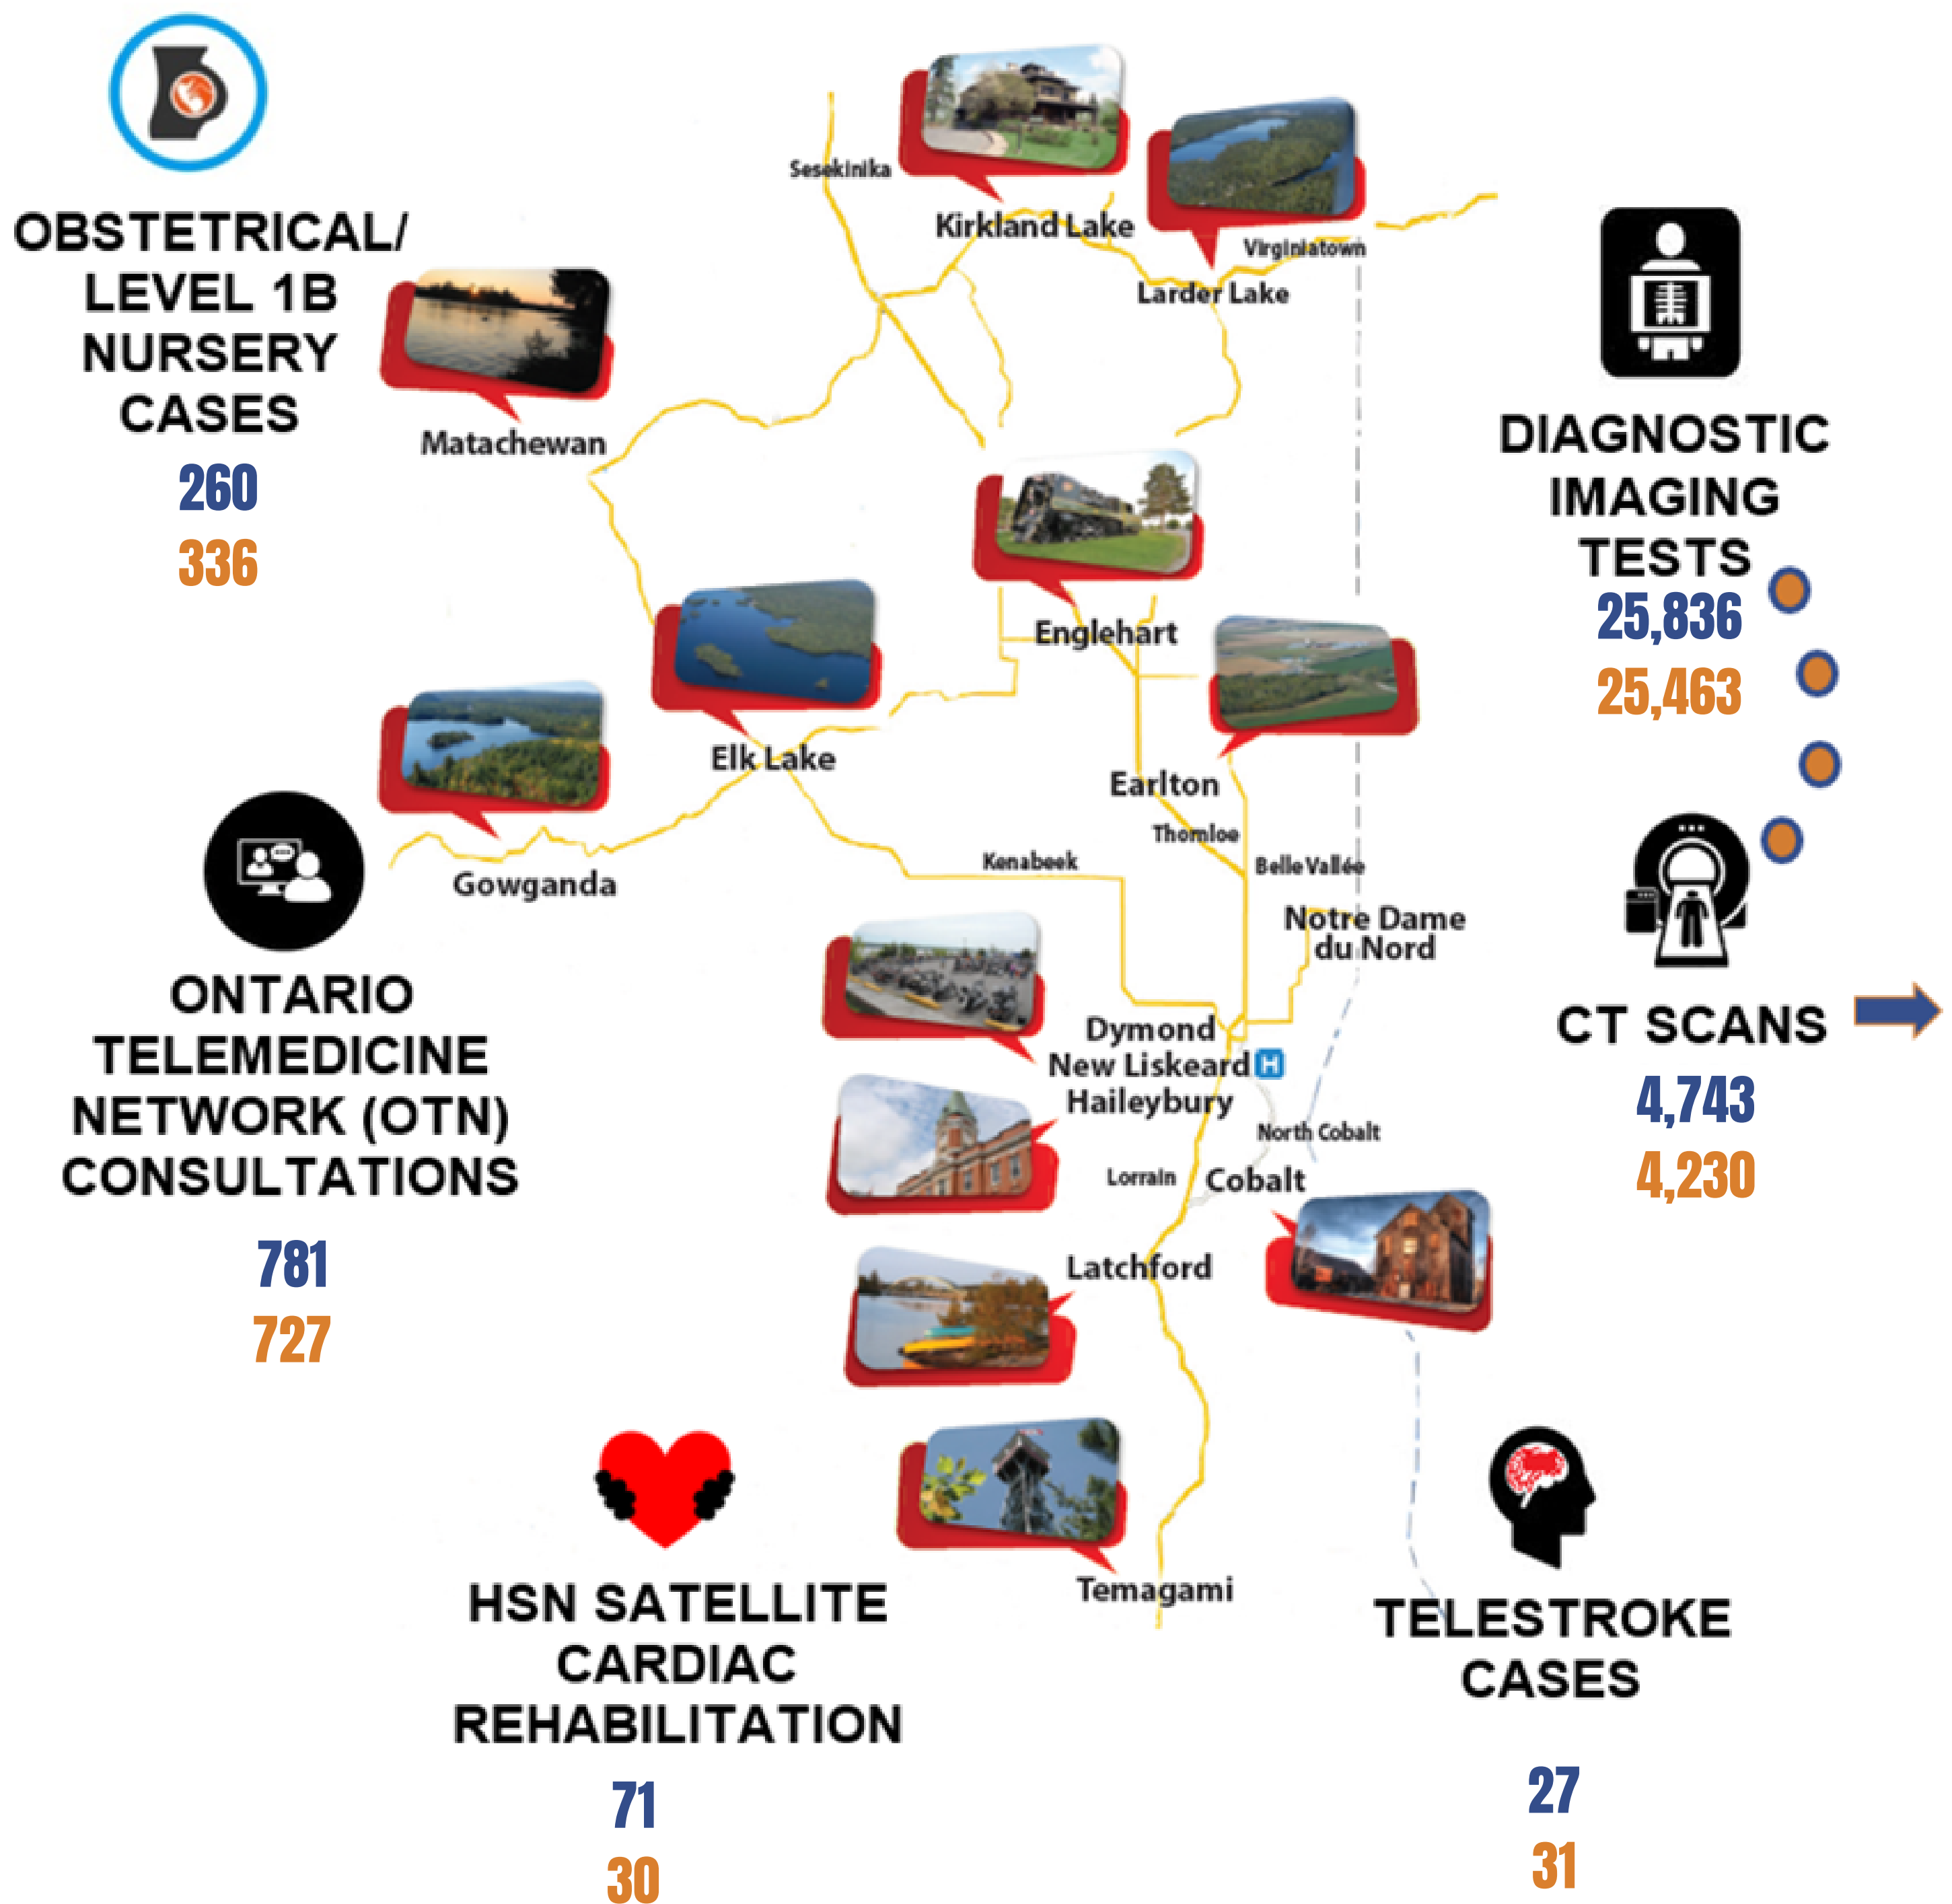 OBSTETRICAL/
LEVEL 1B
NURSERY
CASES
260
336
Sesekinika
Kirkland Lake
Virginiatown
Larder Lake
Matachewan
DIAGNOSTIC
IMAGING
TESTS
25,836
25,463
Englehart
Elk Lake
Earlton
Thornloe
Kenabeek
Belle Vallée
Gowganda
Notre Dame
du Nord
ONTARIO
TELEMEDICINE
NETWORK (OTN)
CONSULTATIONS
781
727
Dymond
New Liskeard H
Haileybury
North Cobalt
Lorrain
Cobalt
CT SCANS
4,743
4,230
Latchford
Temagami
HSN SATELLITE
CARDIAC
REHABILITATION
71
30
TELESTROKE
CASES
27
31